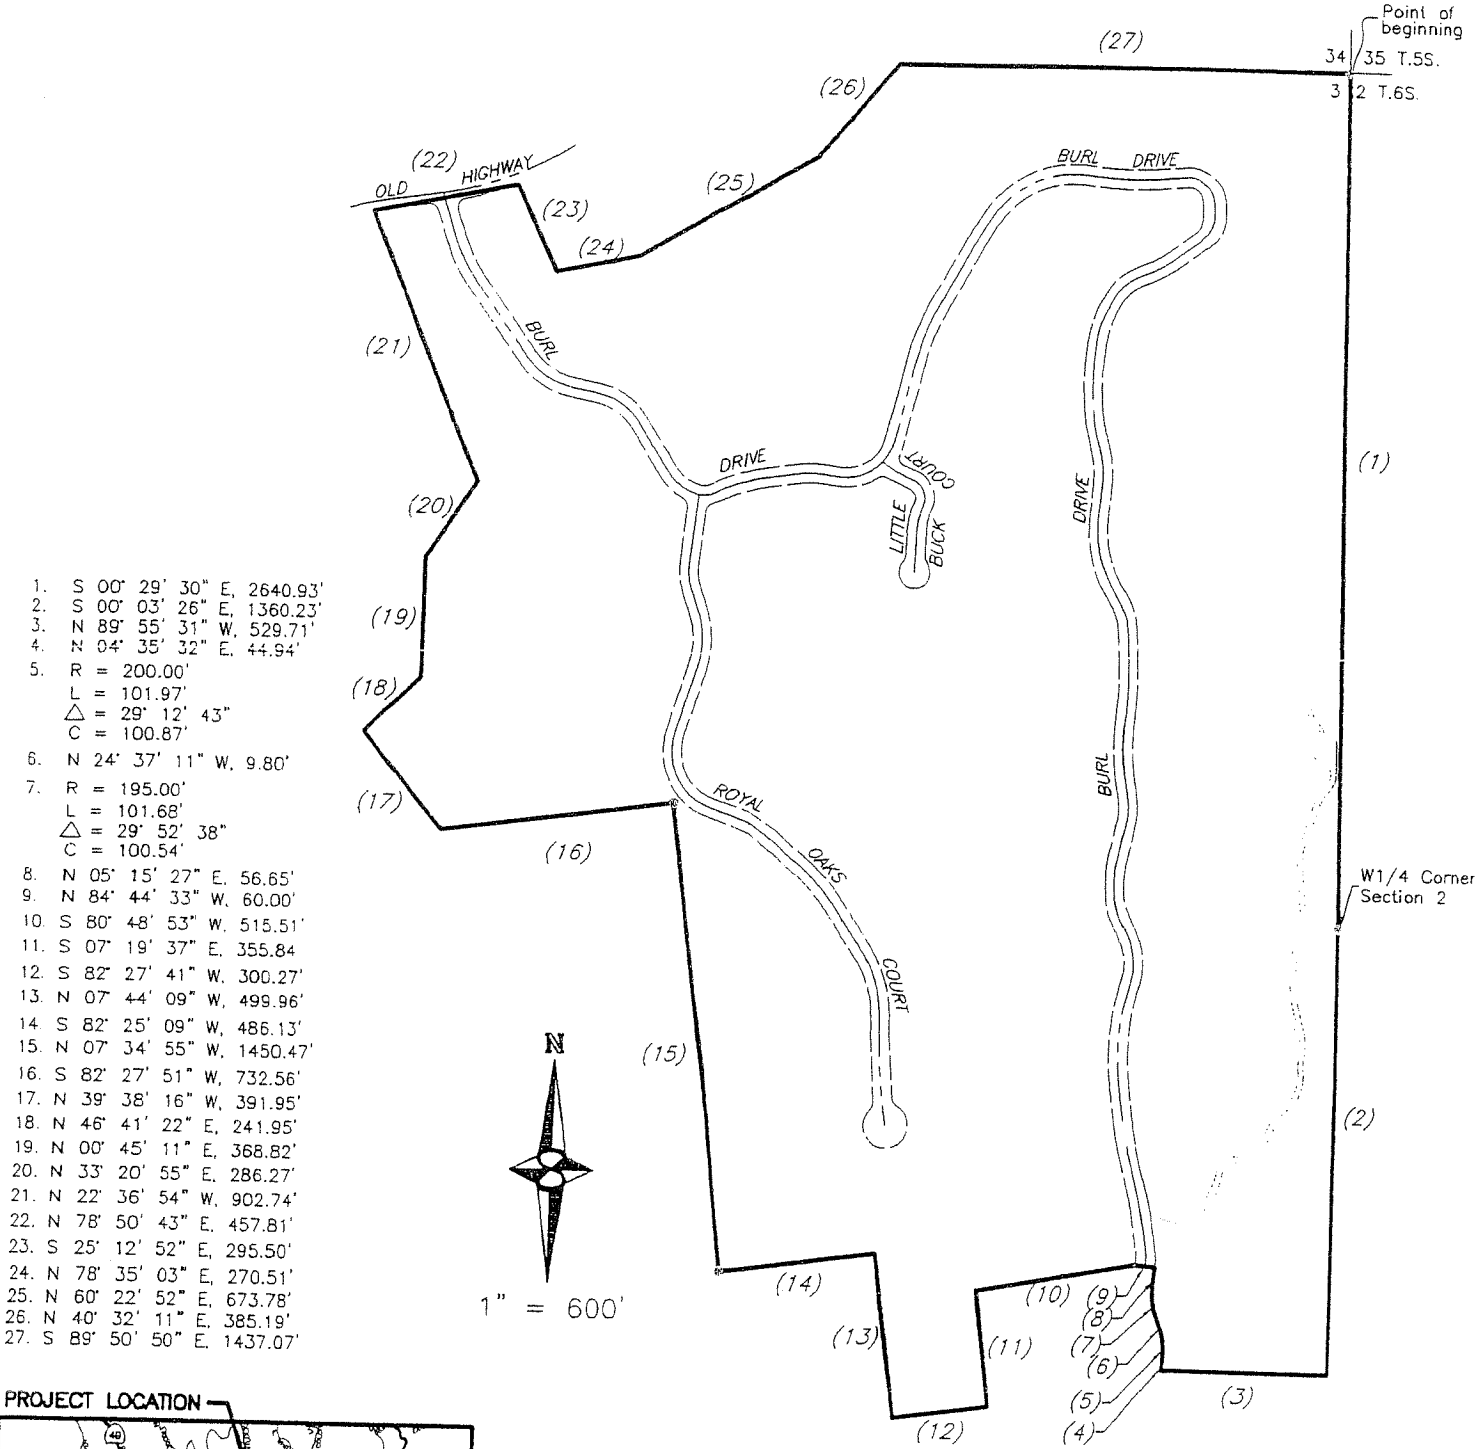 Point of
beginning
(27)
34 35 T.5S.
3 2 T.6S.
(26)
(22)
OLD HIGHWAY
(25)
BURL DRIVE
(23)
(24)
(21)
BURL
DRIVE
COURT
(1)
(20)
LITTLE
BUCK
DRIVE
(19)
(18)
(17)
(16)
ROYAL
OAKS
COURT
BURL
W1/4 Corner
Section 2
1. S 00° 29' 30" E, 2640.93'
2. S 00° 03' 26" E, 1360.23'
3. N 89° 55' 31" W, 529.71'
4. N 04° 35' 32" E, 44.94'
5. R = 200.00'
L = 101.97'
△ = 29° 12' 43"
C = 100.87'
6. N 24° 37' 11" W, 9.80'
7. R = 195.00'
L = 101.68'
△ = 29° 52' 38"
C = 100.54'
8. N 05° 15' 27" E, 56.65'
9. N 84° 44' 33" W, 60.00'
10. S 80° 48' 53" W, 515.51'
11. S 07° 19' 37" E, 355.84
12. S 82° 27' 41" W, 300.27'
13. N 07° 44' 09" W, 499.96'
14. S 82° 25' 09" W, 486.13'
15. N 07° 34' 55" W, 1450.47'
16. S 82° 27' 51" W, 732.56'
17. N 39° 38' 16" W, 391.95'
18. N 46° 41' 22" E, 241.95'
19. N 00° 45' 11" E, 368.82'
20. N 33° 20' 55" E, 286.27'
21. N 22° 36' 54" W, 902.74'
22. N 78° 50' 43" E, 457.81'
23. S 25° 12' 52" E, 295.50'
24. N 78° 35' 03" E, 270.51'
25. N 60° 22' 52" E, 673.78'
26. N 40° 32' 11" E, 385.19'
27. S 89° 50' 50" E, 1437.07'
N
1" = 600'
(15)
(2)
(14)
(10)
(9)
(8)
(13)
(11)
(7)
(6)
(5)
(3)
(4)
(12)
PROJECT LOCATION
49